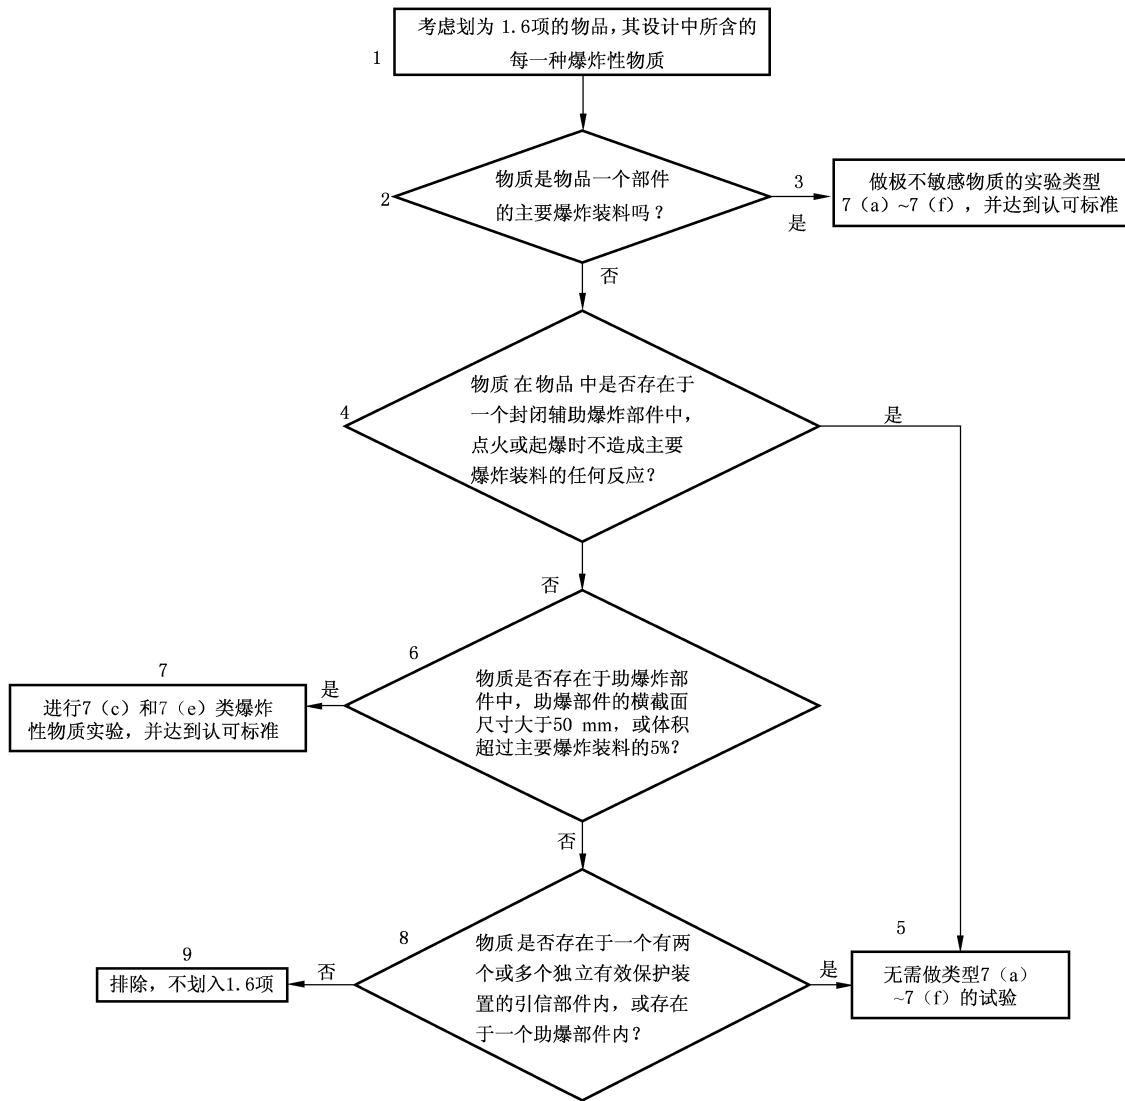 考虑划为 1.6项的物品,其设计中所含的
每一种爆炸性物质
1
物质是物品一个部件
的主要爆炸装料吗？
2
3
是
做极不敏感物质的实验类型
7（a）~7（f），并达到认可标准
否
物质在物品中是否存在于
一个封闭辅助爆炸部件中,
点火或起爆时不造成主要
爆炸装料的任何反应？
4
是
否
6
物质是否存在于助爆炸部
件中，助爆部件的横截面
尺寸大于50 mm，或体积
超过主要爆炸装料的5%？
7
是
进行7（c）和7（e）类爆炸
性物质实验，并达到认可标准
否
8
物质是否存在于一个有两
个或多个独立有效保护装
置的引信部件内，或存在
于一个助爆部件内？
9
否
排除，不划入1.6项
是
5
无需做类型7（a）
~7（f）的试验